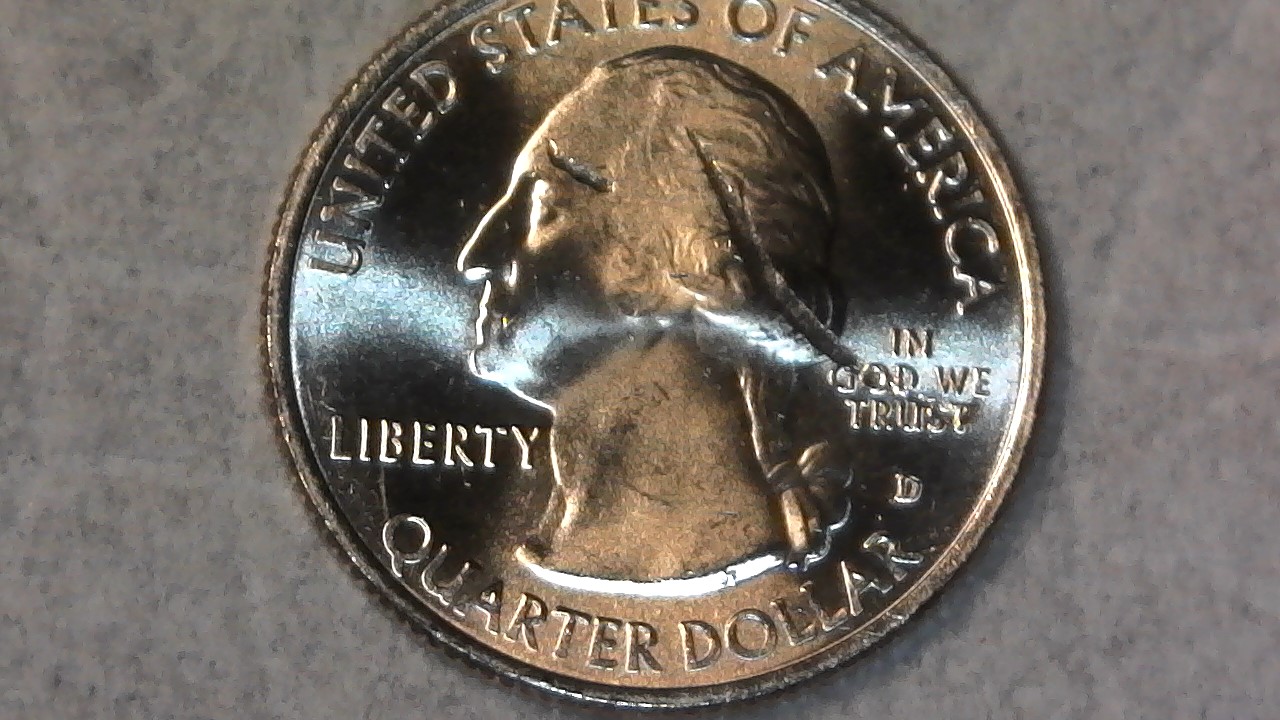 UNITED STATES OF AMERICA
LIBERTY
IN
GOD WE
TRUST
D
QUARTER DOLLAR